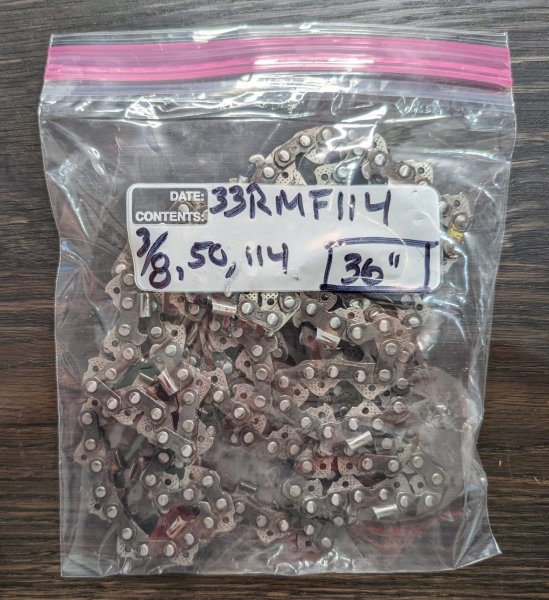 DATE: 33RMF114
CONTENTS:
3/8, 50, 114
36"